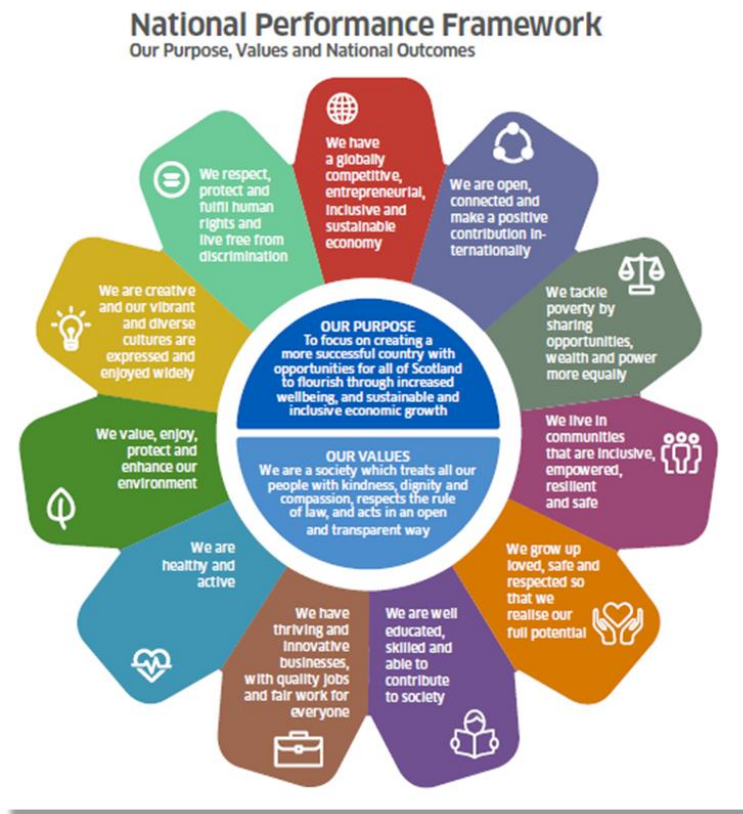 National Performance Framework
Our Purpose, Values and National Outcomes
We have
a globally
competitive,
entrepreneurial,
inclusive and
sustainable
economy
We are open,
connected and
make a positive
contribution in-
ternationally
We tackle
poverty by
sharing
opportunities,
wealth and power
more equally
We live in
communities
that are inclusive,
empowered,
resilient
and safe
We grow up
loved, safe and
respected so
that we
realise our
full potential
We are well
educated,
skilled and
able to
contribute
to society
We have
thriving and
innovative
businesses,
with quality jobs
and fair work for
everyone
We are
healthy and
active
We value, enjoy,
protect and
enhance our
environment
We are creative
and our vibrant
and diverse
cultures are
expressed and
enjoyed widely
We respect,
protect and
fulfil human
rights and
live free from
discrimination
OUR PURPOSE
To focus on creating a
more successful country with
opportunities for all of Scotland
to flourish through increased
wellbeing, and sustainable and
inclusive economic growth
OUR VALUES
We are a society which treats all our
people with kindness, dignity and
compassion, respects the rule
of law, and acts in an open
and transparent way